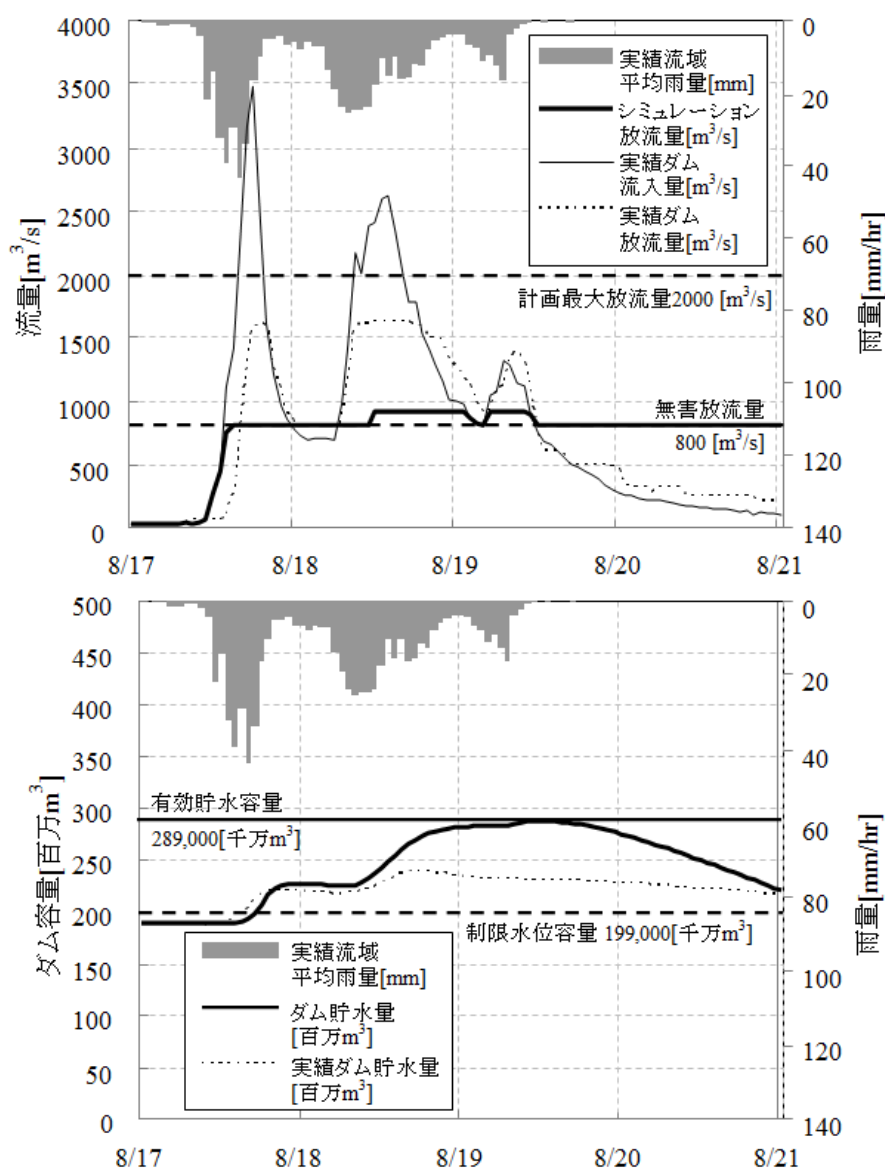 4000
3500
3000
2500
2000
1500
1000
500
0
流量[m³/s]
0
20
40
60
80
100
120
140
雨量[mm/hr]
実績流域
平均雨量[mm]
シミュレーション
放流量[m³/s]
実績ダム
流入量[m³/s]
実績ダム
放流量[m³/s]
計画最大放流量2000 [m³/s]
無害放流量
800 [m³/s]
8/17
8/18
8/19
8/20
8/21
500
450
400
350
300
250
200
150
100
50
0
ダム容量[百万m³]
0
20
40
60
80
100
120
140
雨量[mm/hr]
有効貯水容量
289,000[千万m³]
制限水位容量 199,000[千万m³]
実績流域
平均雨量[mm]
ダム貯水量
[百万m³]
実績ダム貯水量
[百万m³]
8/17
8/18
8/19
8/20
8/21